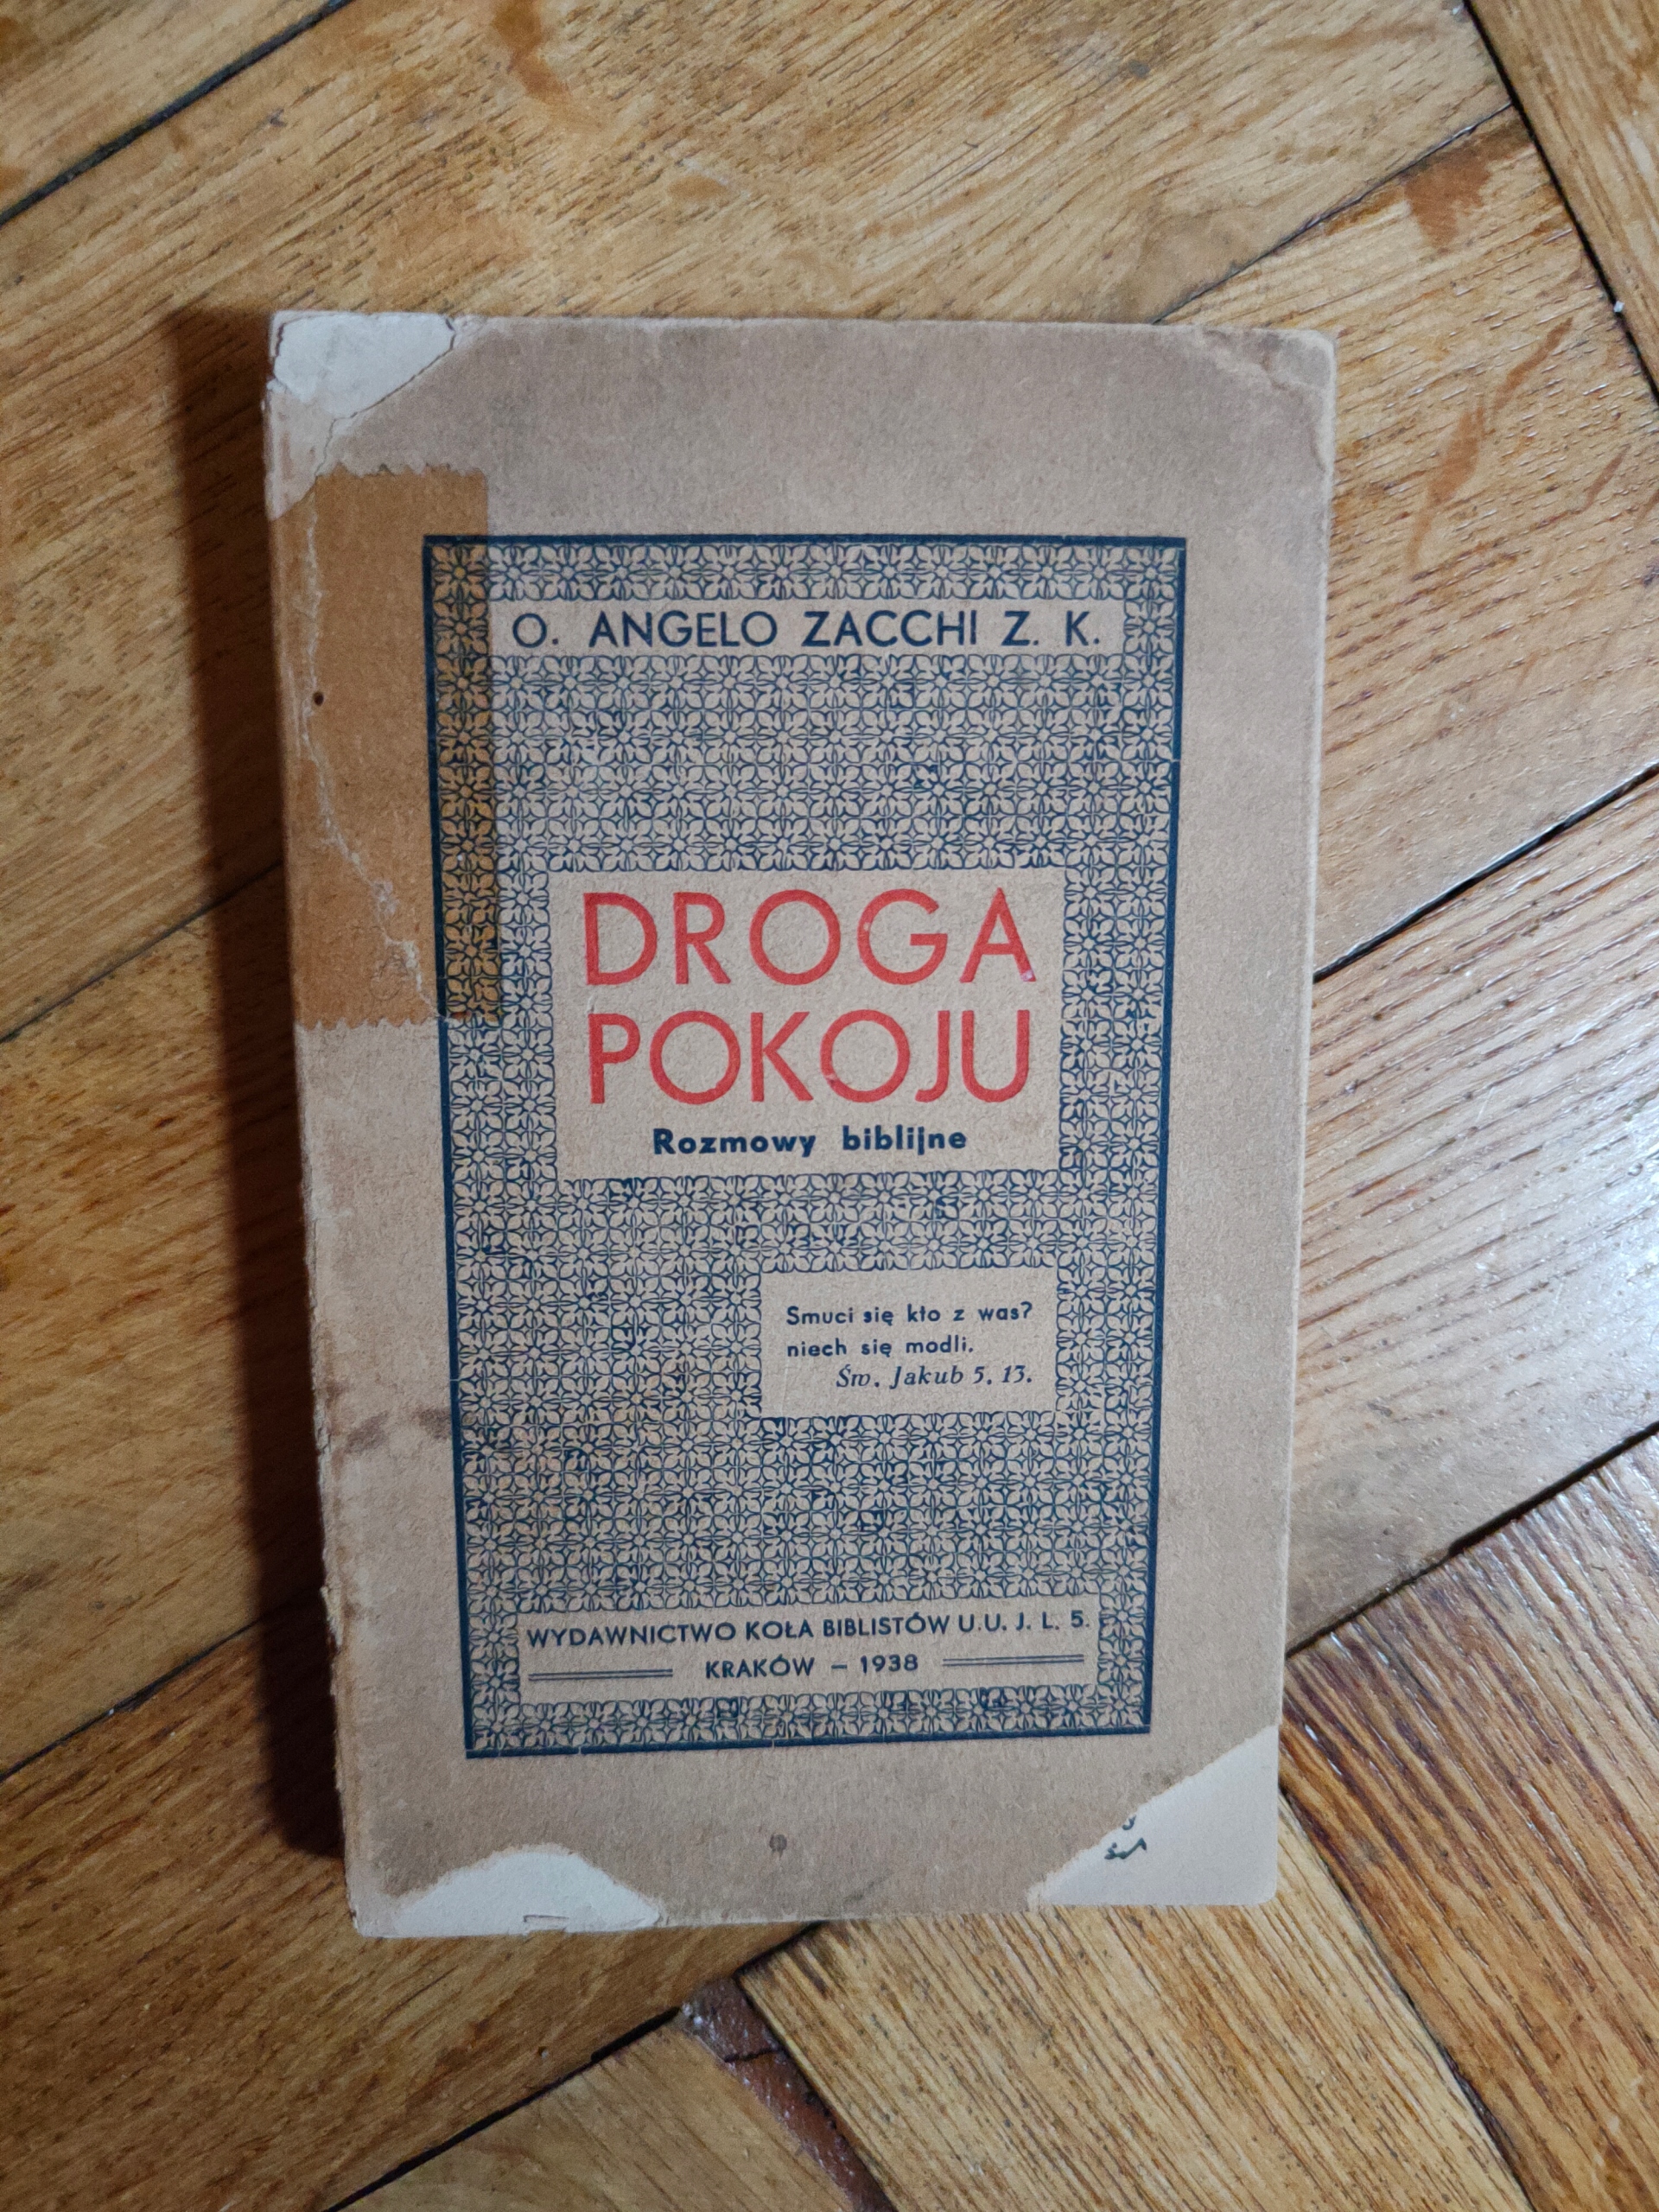 O. ANGELO ZACCHI Z. K.
DROGA
POKOJU
Rozmowy biblijne
Smuci się kto z was?
niech się modli.
Św. Jakub 5, 13.
WYDAWNICTWO KOŁA BIBLISTÓW U.U. J. L. 5.
KRAKÓW – 1938